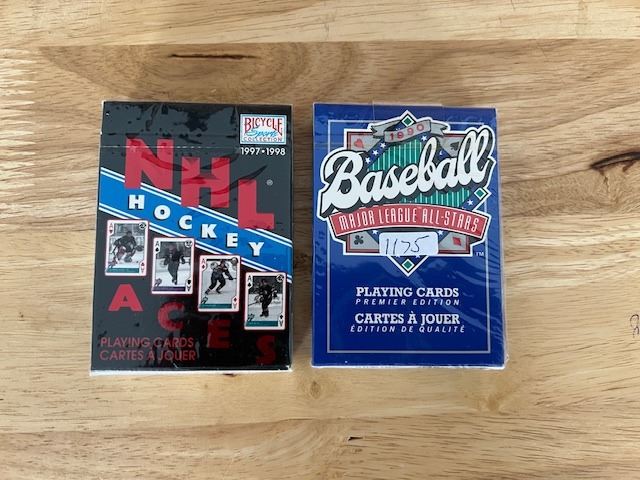 BICYCLE
Sports
COLLECTION
1997-1998
NHL
®
HOCKEY
ACES
PLAYING CARDS
CARTES À JOUER
1990
Baseball
MAJOR LEAGUE ALL-STARS
1175
TM
PLAYING CARDS
PREMIER EDITION
CARTES À JOUER
ÉDITION DE QUALITÉ